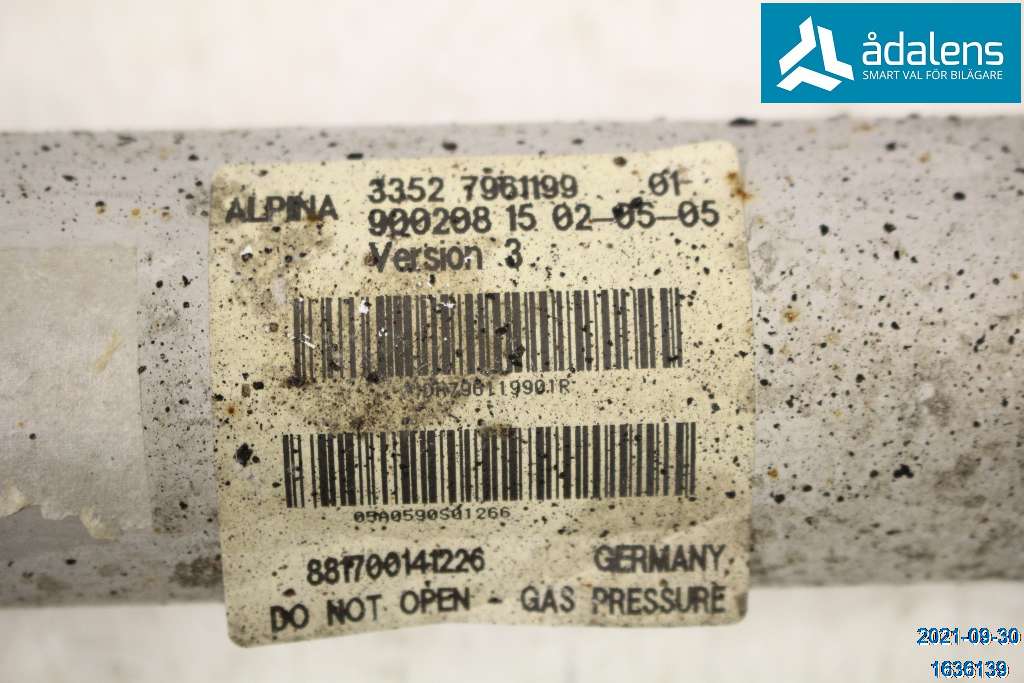 ådalens
SMART VAL FÖR BILÄGARE
ALPINA 3352 7961199 01
900208 15 02-05-05
Version 3
05A0590S01266
881700141226 GERMANY
DO NOT OPEN - GAS PRESSURE
2021-09-30
1636139